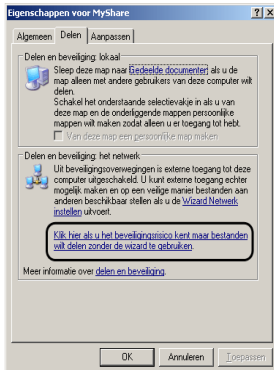 Eigenschappen voor MyShare
Algemeen Delen Aanpassen
Delen en beveiliging: lokaal
Sleep deze map naar Gedeelde documenten als u de
map alleen met andere gebruikers van deze computer wilt
delen.
Schakel het onderstaande selectievakje in als u van
deze map en de onderliggende mappen persoonlijke
mappen wilt maken zodat alleen u er toegang tot hebt.
Van deze map een persoonlijke map maken
Delen en beveiliging: het netwerk
Uit beveiligingsoverwegingen is externe toegang tot deze
computer uitgeschakeld. U kunt externe toegang echter
mogelijk maken en op een veilige manier bestanden aan
anderen beschikbaar stellen als u de Wizard Netwerk
instellen uitvoert.
Klik hier als u het beveiligingsrisico kent maar bestanden
wilt delen zonder de wizard te gebruiken.
Meer informatie over delen en beveiliging.
OK Annuleren Toepassen